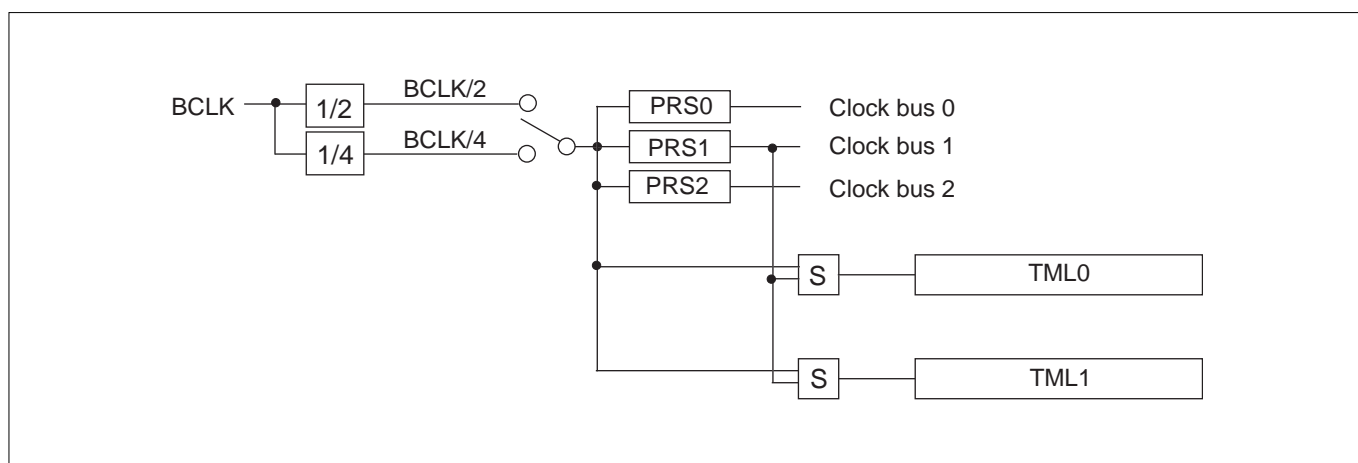 BCLK
1/2
BCLK/2
1/4
BCLK/4
PRS0
Clock bus 0
PRS1
Clock bus 1
PRS2
Clock bus 2
S
TML0
S
TML1